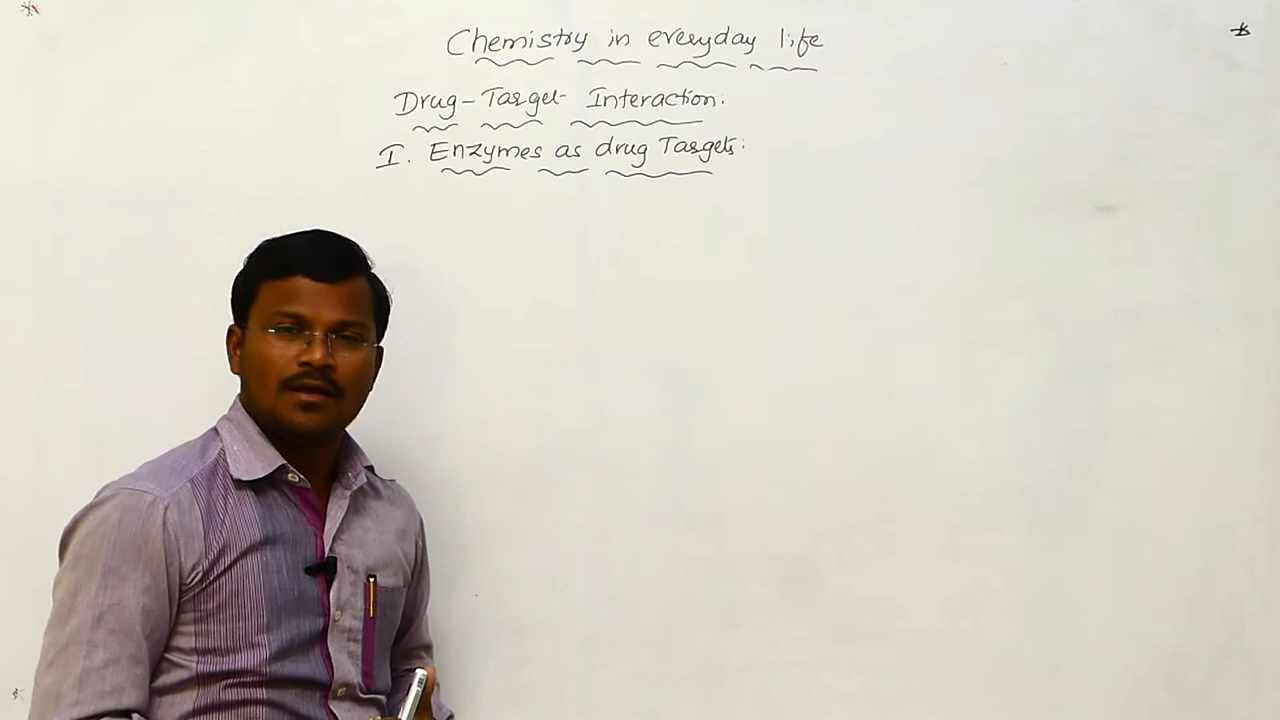 Chemistry in everyday life
Drug-Target Interaction:
I. Enzymes as drug Targets: